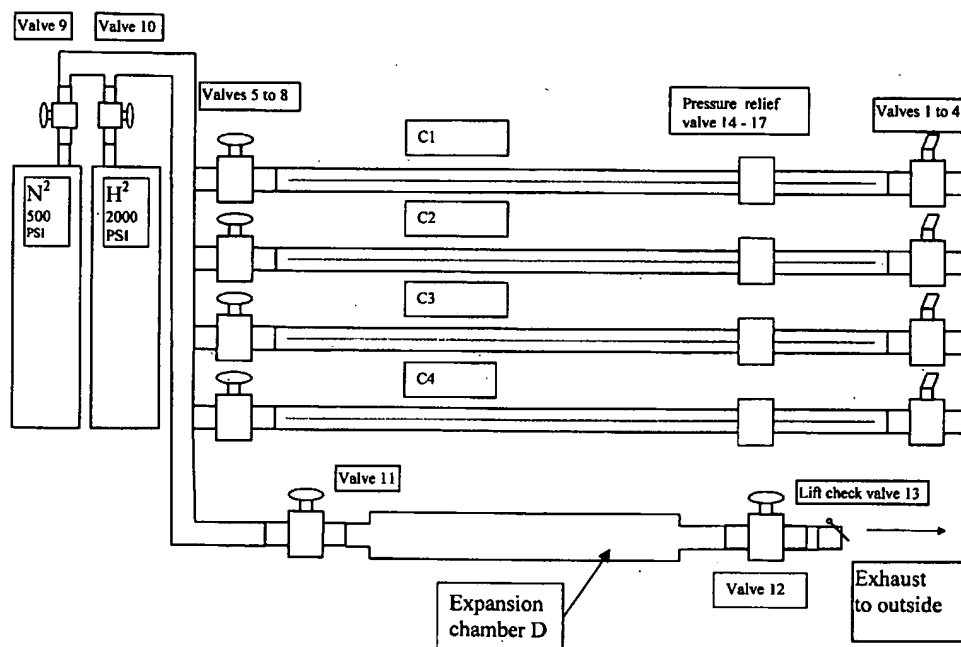 Valve 9
Valve 10
Valves 5 to 8
C1
Pressure relief
valve 14 - 17
Valves 1 to 4
N²
500
PSI
H²
2000
PSI
C2
C3
C4
Valve 11
Lift check valve 13
Valve 12
Expansion
chamber D
Exhaust
to outside